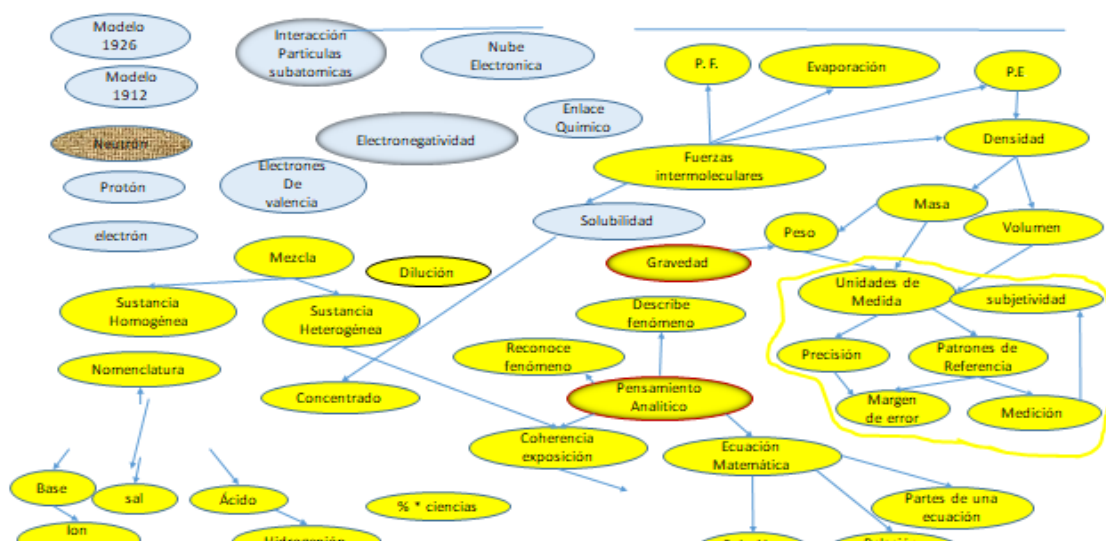 Modelo
1926
Interacción
Particulas
subatomicas
Nube
Electronica
P. F.
Evaporación
P.E
Modelo
1912
Enlace
Quimico
Neutrón
Electronegatividad
Densidad
Fuerzas
intermoleculares
Protón
Electrones
De
valencia
Masa
Solubilidad
Volumen
electrón
Peso
Mezcla
Dilución
Gravedad
Unidades de
Medida
subjetividad
Sustancia
Homogénea
Sustancia
Heterogénea
Describe
fenómeno
Reconoce
fenómeno
Precisión
Patrones de
Referencia
Nomenclatura
Concentrado
Pensamiento
Analítico
Margen
de error
Medición
Coherencia
exposición
Ecuación
Matemática
Base
sal
Ácido
% * ciencias
Partes de una
ecuación
Ion